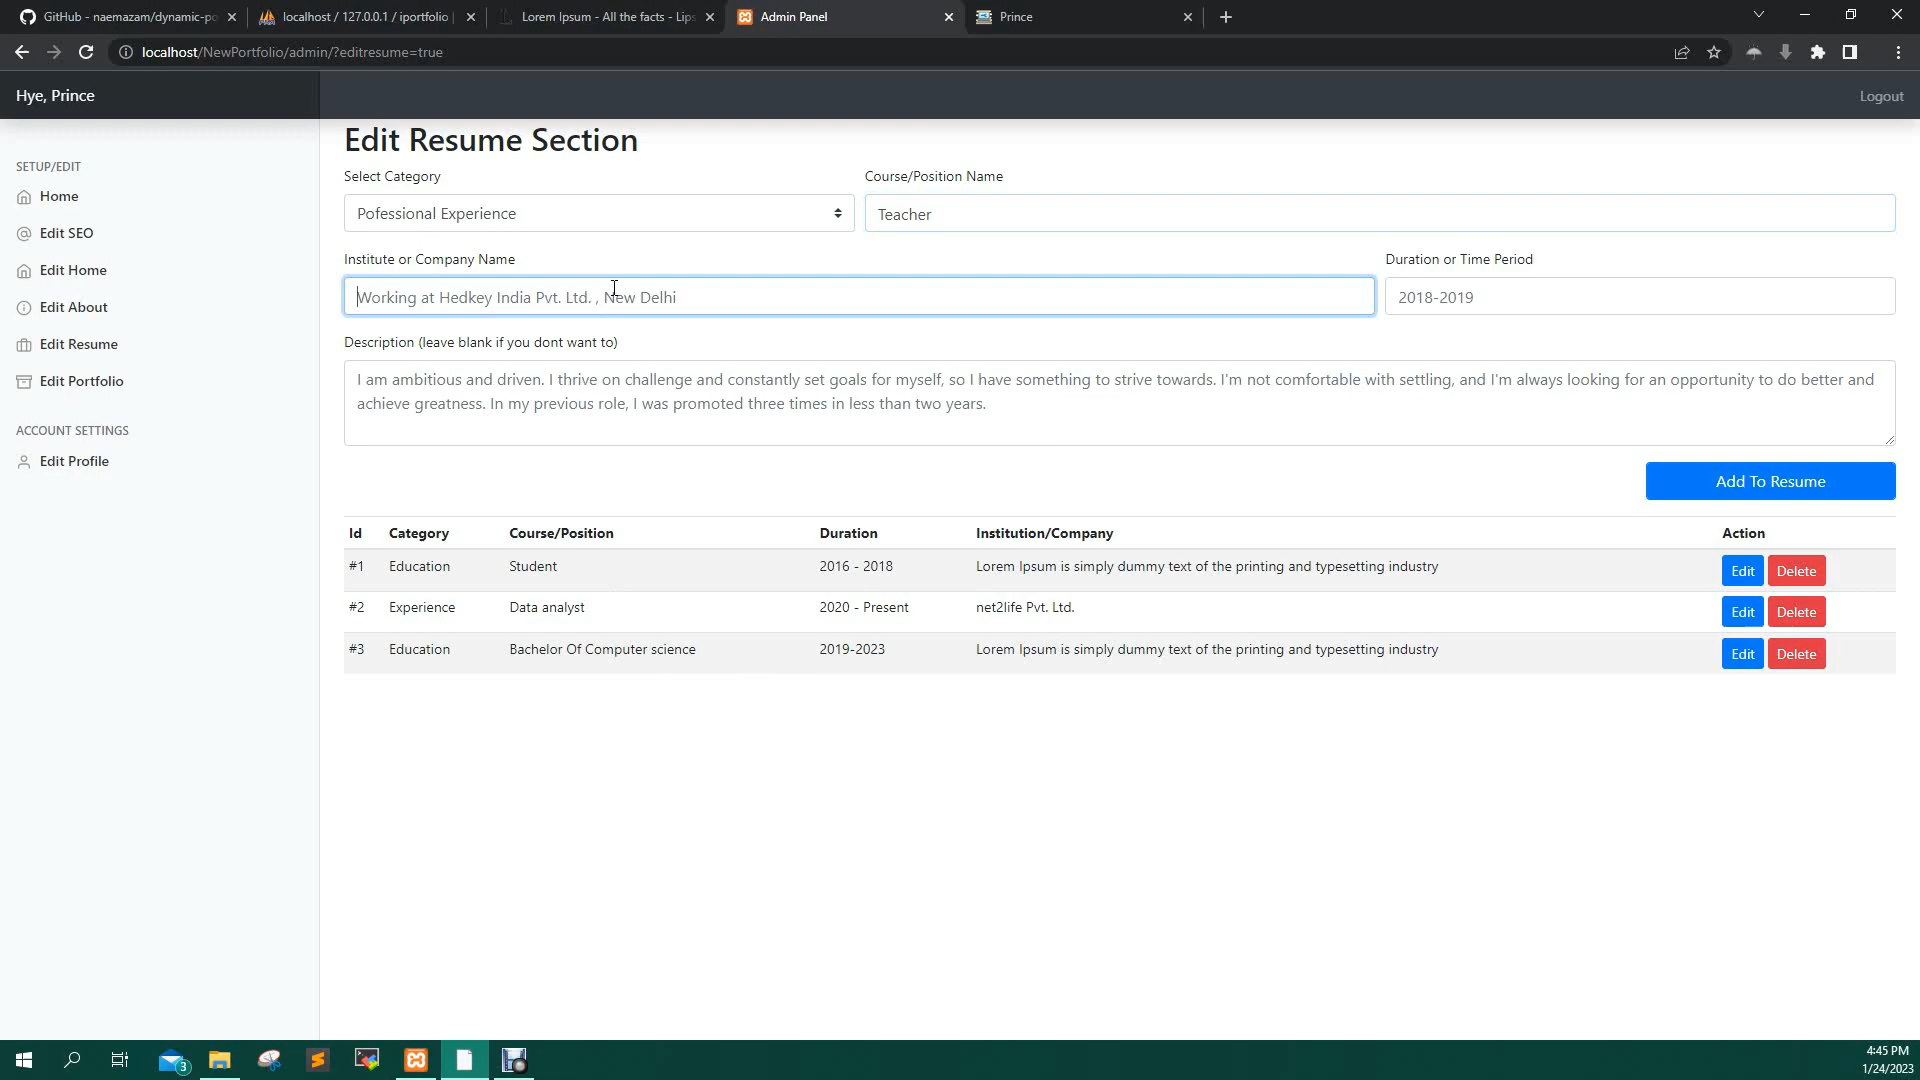 GitHub - naemazam/dynamic-po
localhost / 127.0.0.1 / iportfolio
Lorem Ipsum - All the facts - Lips
Admin Panel
Prince
localhost/NewPortfolio/admin/?editresume=true
Hye, Prince
Logout
SETUP/EDIT
Home
Edit SEO
Edit Home
Edit About
Edit Resume
Edit Portfolio
ACCOUNT SETTINGS
Edit Profile
Edit Resume Section
Select Category
Course/Position Name
Pofessional Experience
Teacher
Institute or Company Name
Duration or Time Period
Working at Hedkey India Pvt. Ltd. , New Delhi
2018-2019
Description (leave blank if you dont want to)
I am ambitious and driven. I thrive on challenge and constantly set goals for myself, so I have something to strive towards. I'm not comfortable with settling, and I'm always looking for an opportunity to do better and
achieve greatness. In my previous role, I was promoted three times in less than two years.
Add To Resume
Id Category Course/Position Duration Institution/Company Action
#1 Education Student 2016 - 2018 Lorem Ipsum is simply dummy text of the printing and typesetting industry Edit Delete
#2 Experience Data analyst 2020 - Present net2life Pvt. Ltd. Edit Delete
#3 Education Bachelor Of Computer science 2019-2023 Lorem Ipsum is simply dummy text of the printing and typesetting industry Edit Delete
3
4:45 PM
1/24/2023